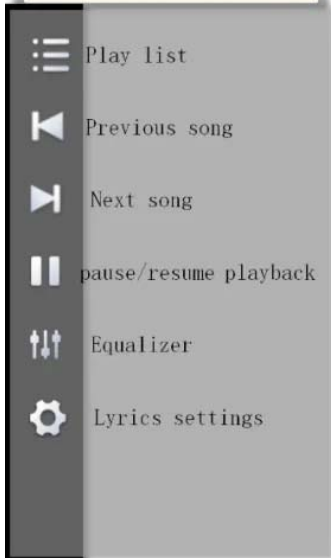 Play list
Previous song
Next song
pause/resume playback
Equalizer
Lyrics settings